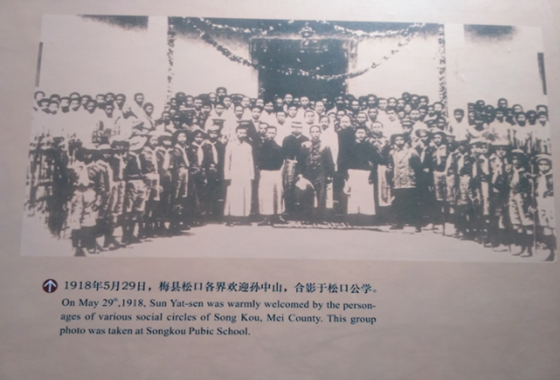 1918年5月29日，梅县松口各界欢迎孙中山，合影于松口公学。
On May 29th,1918, Sun Yat-sen was warmly welcomed by the person-
ages of various social circles of Song Kou, Mei County. This group
photo was taken at Songkou Pubic School.